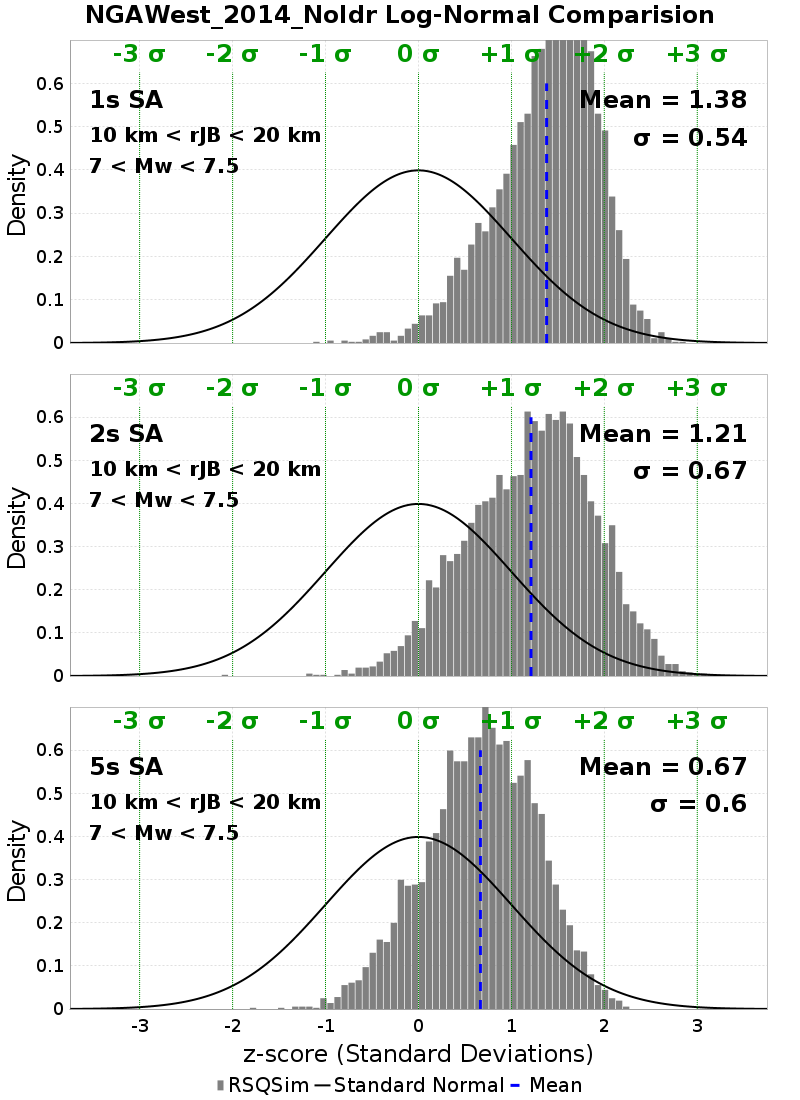 NGAWest_2014_NoIdr Log-Normal Comparision
-3 σ -2 σ -1 σ 0 σ +1 σ +2 σ +3 σ
1s SA
Mean = 1.38
10 km < rJB < 20 km
σ = 0.54
7 < Mw < 7.5
Density
0.6
0.5
0.4
0.3
0.2
0.1
0
-3 σ -2 σ -1 σ 0 σ +1 σ +2 σ +3 σ
2s SA
Mean = 1.21
10 km < rJB < 20 km
σ = 0.67
7 < Mw < 7.5
Density
0.6
0.5
0.4
0.3
0.2
0.1
0
-3 σ -2 σ -1 σ 0 σ +1 σ +2 σ +3 σ
5s SA
Mean = 0.67
10 km < rJB < 20 km
σ = 0.6
7 < Mw < 7.5
Density
0.6
0.5
0.4
0.3
0.2
0.1
0
-3 -2 -1 0 1 2 3
z-score (Standard Deviations)
RSQSim Standard Normal Mean